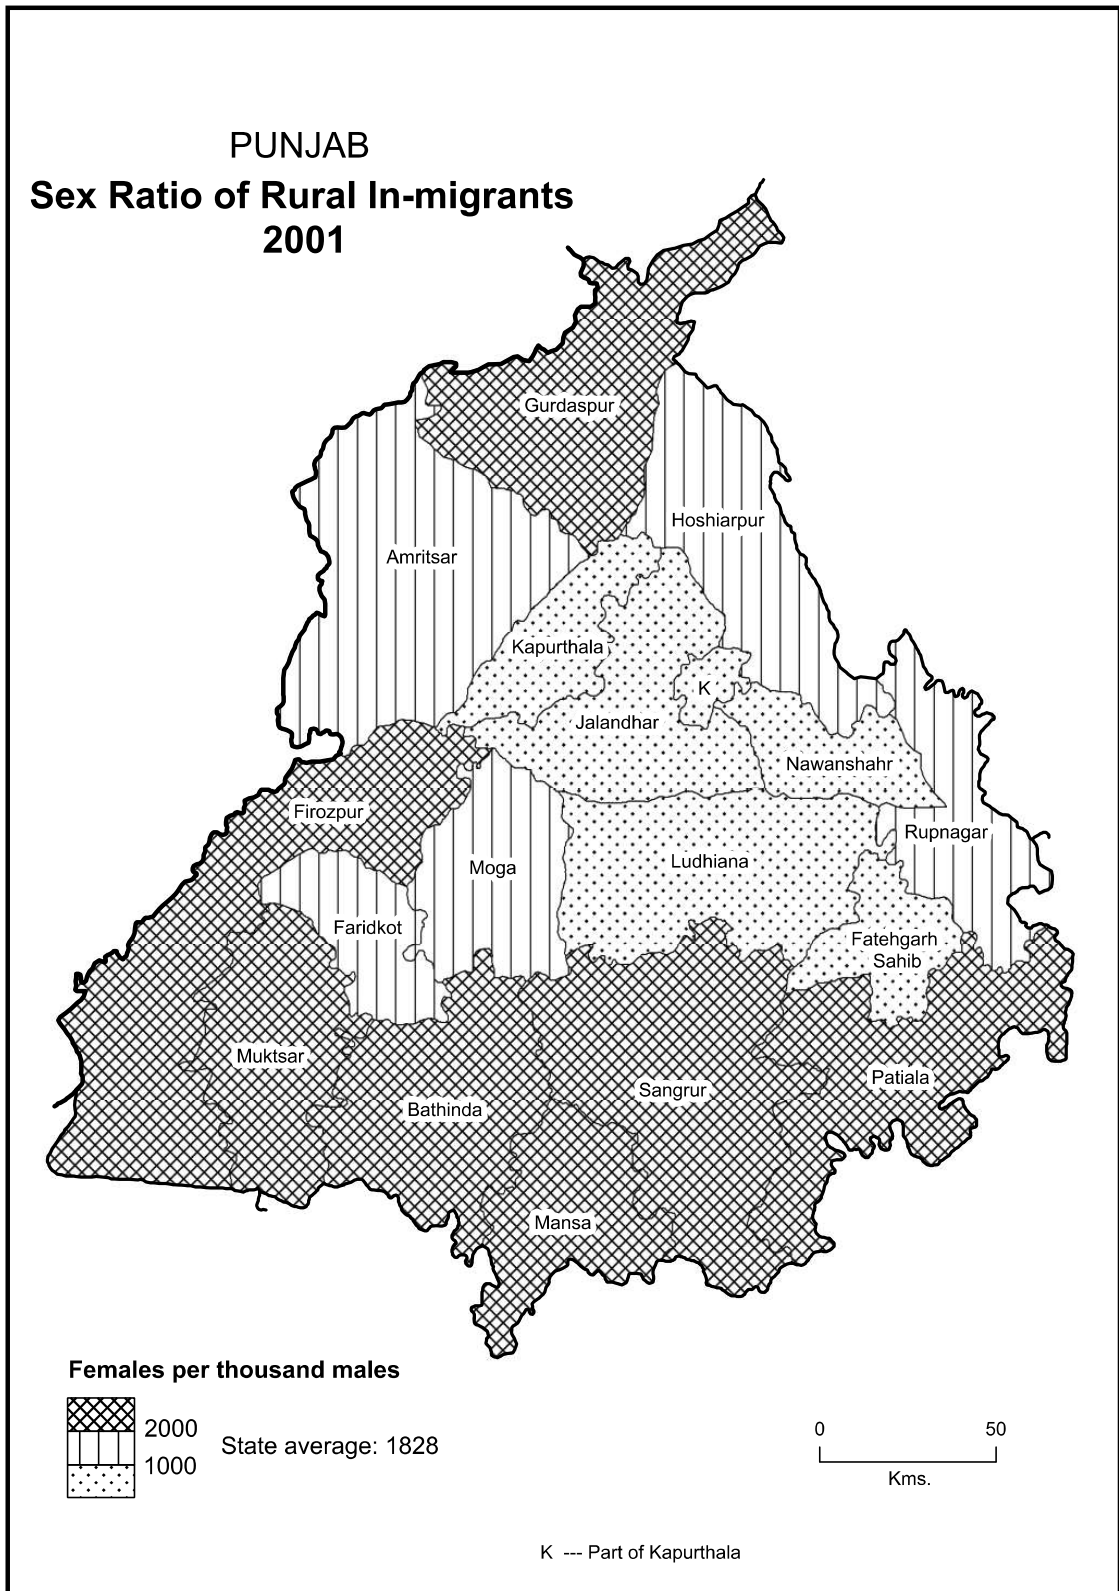 PUNJAB
Sex Ratio of Rural In-migrants
2001
Gurdaspur
Hoshiarpur
Amritsar
Kapurthala
K
Jalandhar
Nawanshahr
Firozpur
Rupnagar
Ludhiana
Moga
Faridkot
Fatehgarh
Sahib
Muktsar
Patiala
Sangrur
Bathinda
Mansa
Females per thousand males
2000
State average: 1828
1000
0 50
Kms.
K --- Part of Kapurthala